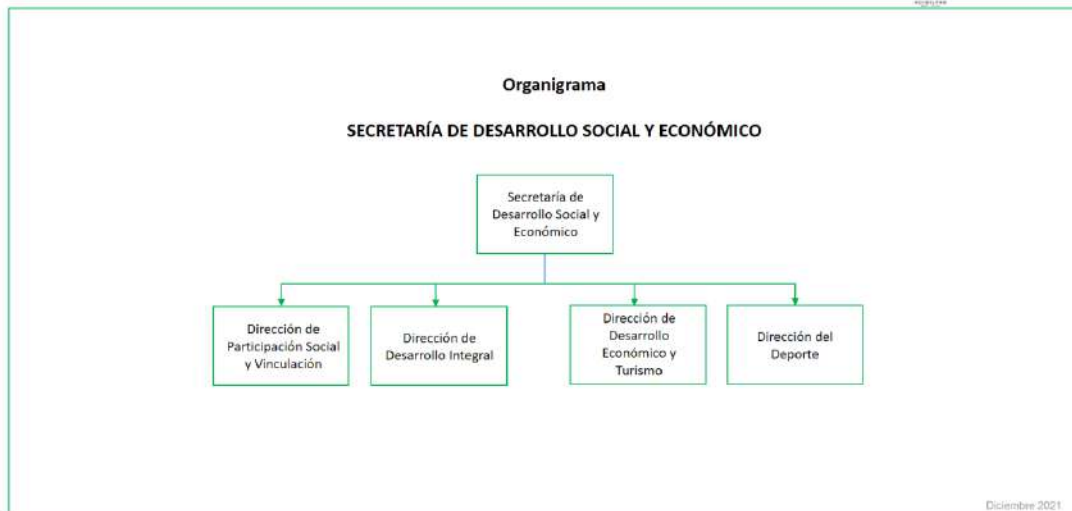 Organigrama
SECRETARÍA DE DESARROLLO SOCIAL Y ECONÓMICO
Secretaría de
Desarrollo Social y
Económico
Dirección de
Participación Social
y Vinculación
Dirección de
Desarrollo Integral
Dirección de
Desarrollo
Económico y
Turismo
Dirección del
Deporte
Diciembre 2021